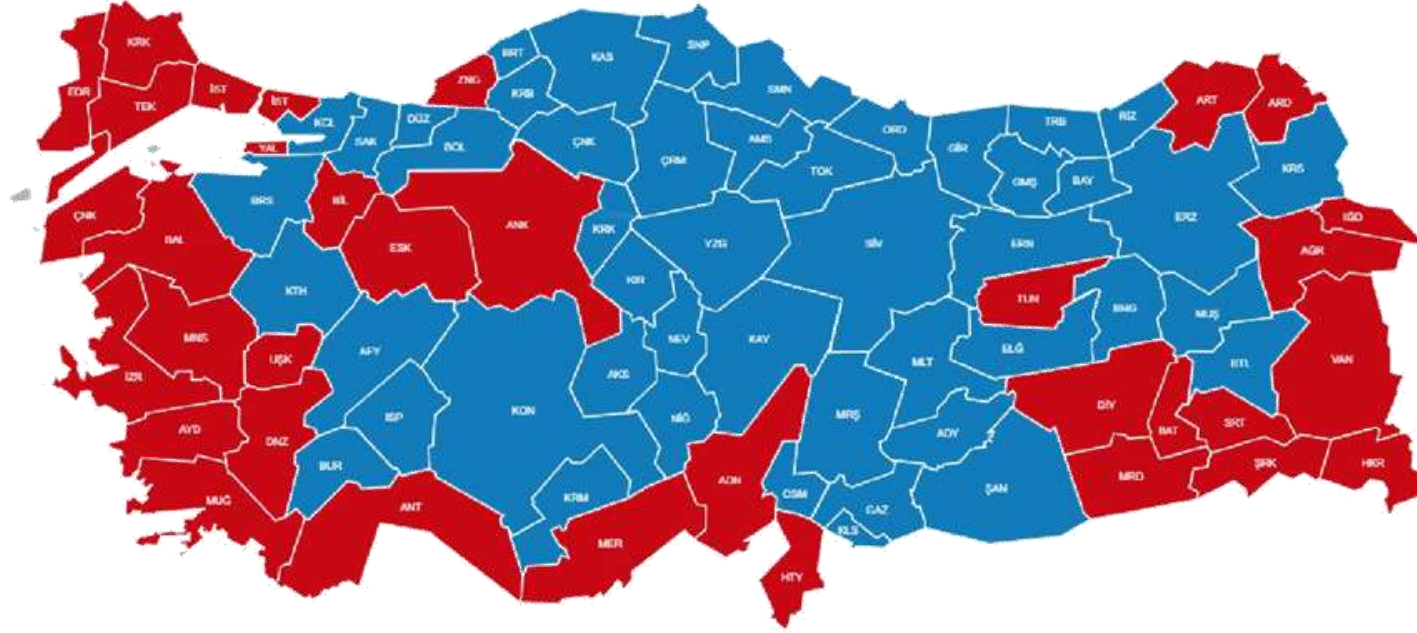 KRK
EDR
TEK
İST
İST
KCL
YAL
SAK
DÜZ
BOL
ZNG
BRT
KRB
KAS
SNP
SMN
ÇNK
ÇRM
AMS
TOK
ORD
GİR
TRB
RİZ
GMŞ
BAY
ART
ARD
KRS
ERZ
IĞD
AĞR
ÇNK
BAL
BRS
BİL
ESK
ANK
KRK
YZG
SİV
ERN
TUN
BNG
MUŞ
VAN
BTL
KTH
KIR
NEV
KAY
MLT
ELĞ
MNS
UŞK
AFY
İZR
AYD
DNZ
ISP
KON
AKS
NİĞ
MRŞ
ADY
DİY
BAT
SRT
MUĞ
BUR
ANT
KRM
MER
ADN
OSM
GAZ
KLS
ŞAN
MRD
ŞRK
HKR
HTY